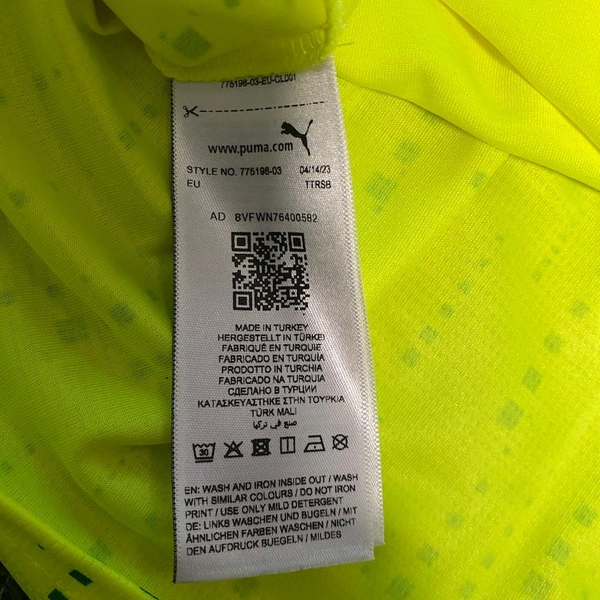 775198-03-EU-CLD01
www.puma.com
STYLE NO. 775198-03 04/14/23
EU TTRSB
AD 8VFWN76400582
MADE IN TURKEY
HERGESTELLT IN TÜRKEI
FABRIQUÉ EN TURQUIE
FABRICADO EN TURQUÍA
PRODOTTO IN TURCHIA
FABRICADO NA TURQUIA
СДЕЛАНО В ТУРЦИИ
ΚΑΤΑΣΚΕΥΑΣΤΗΚΕ ΣΤΗΝ ΤΟΥΡΚΙΑ
TÜRK MALI
صنع في تركيا
30
EN: WASH AND IRON INSIDE OUT / WASH
WITH SIMILAR COLOURS / DO NOT IRON
PRINT / USE ONLY MILD DETERGENT
DE: LINKS WASCHEN UND BUGELN / MIT
ÄHNLICHEN FARBEN WASCHEN / NICHT
DEN AUFDRUCK BUEGELN / MILDES